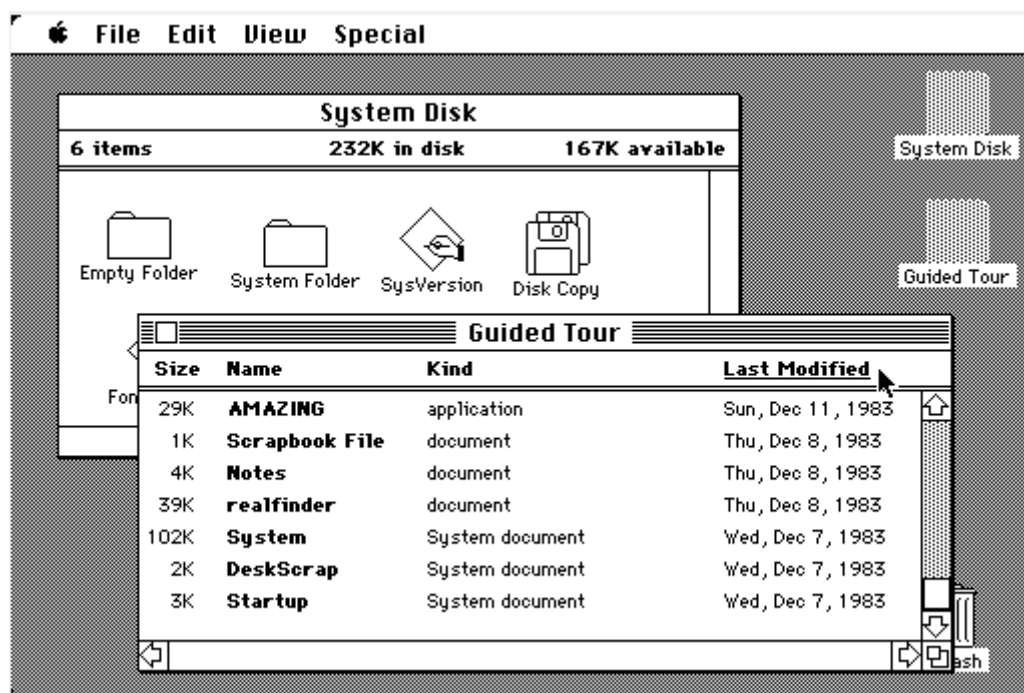 File Edit View Special
System Disk
6 items 232K in disk 167K available
Empty Folder System Folder SysVersion Disk Copy
Fon
System Disk
Guided Tour
Guided Tour
Size Name Kind Last Modified
29K AMAZING application Sun, Dec 11, 1983
1K Scrapbook File document Thu, Dec 8, 1983
4K Notes document Thu, Dec 8, 1983
39K realfinder document Thu, Dec 8, 1983
102K System System document Wed, Dec 7, 1983
2K DeskScrap System document Wed, Dec 7, 1983
3K Startup System document Wed, Dec 7, 1983
ash